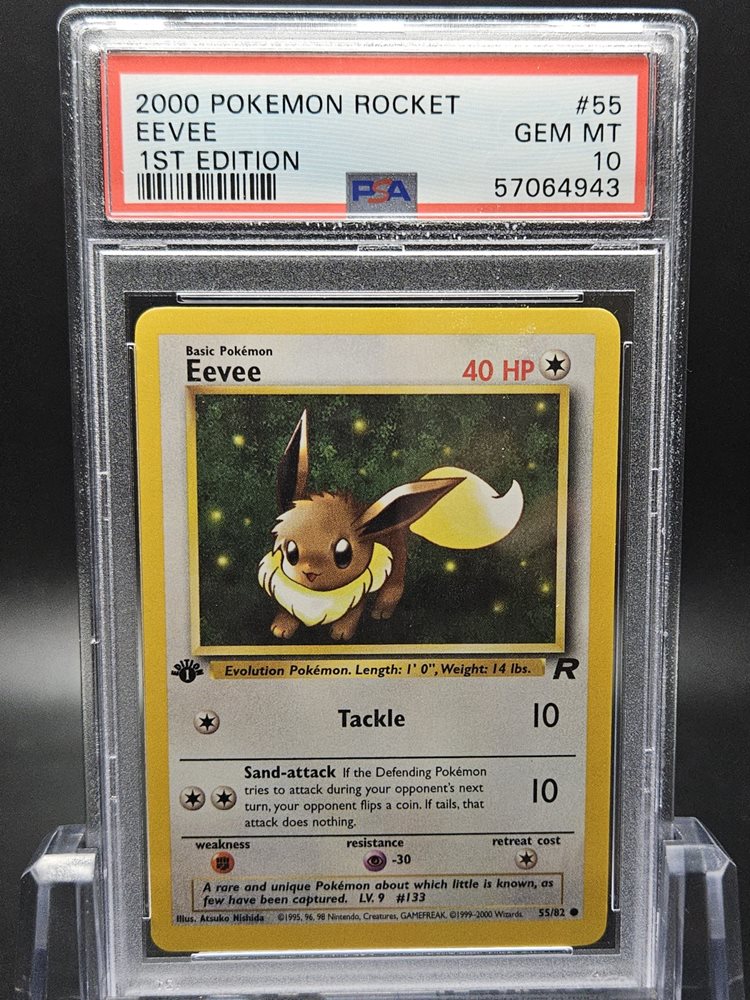 2000 POKEMON ROCKET #55
EEVEE GEM MT
1ST EDITION 10
PSA 57064943
Basic Pokémon
Eevee 40 HP
EDITION 1
Evolution Pokémon. Length: 1' 0", Weight: 14 lbs. R
Tackle 10
Sand-attack If the Defending Pokémon
tries to attack during your opponent's next
turn, your opponent flips a coin. If tails, that
attack does nothing.
10
weakness resistance retreat cost
-30
A rare and unique Pokémon about which little is known, as
few have been captured. LV. 9 #133
Illus. Atsuko Nishida ©1995, 96, 98 Nintendo, Creatures, GAMEFREAK. ©1999-2000 Wizards. 55/82